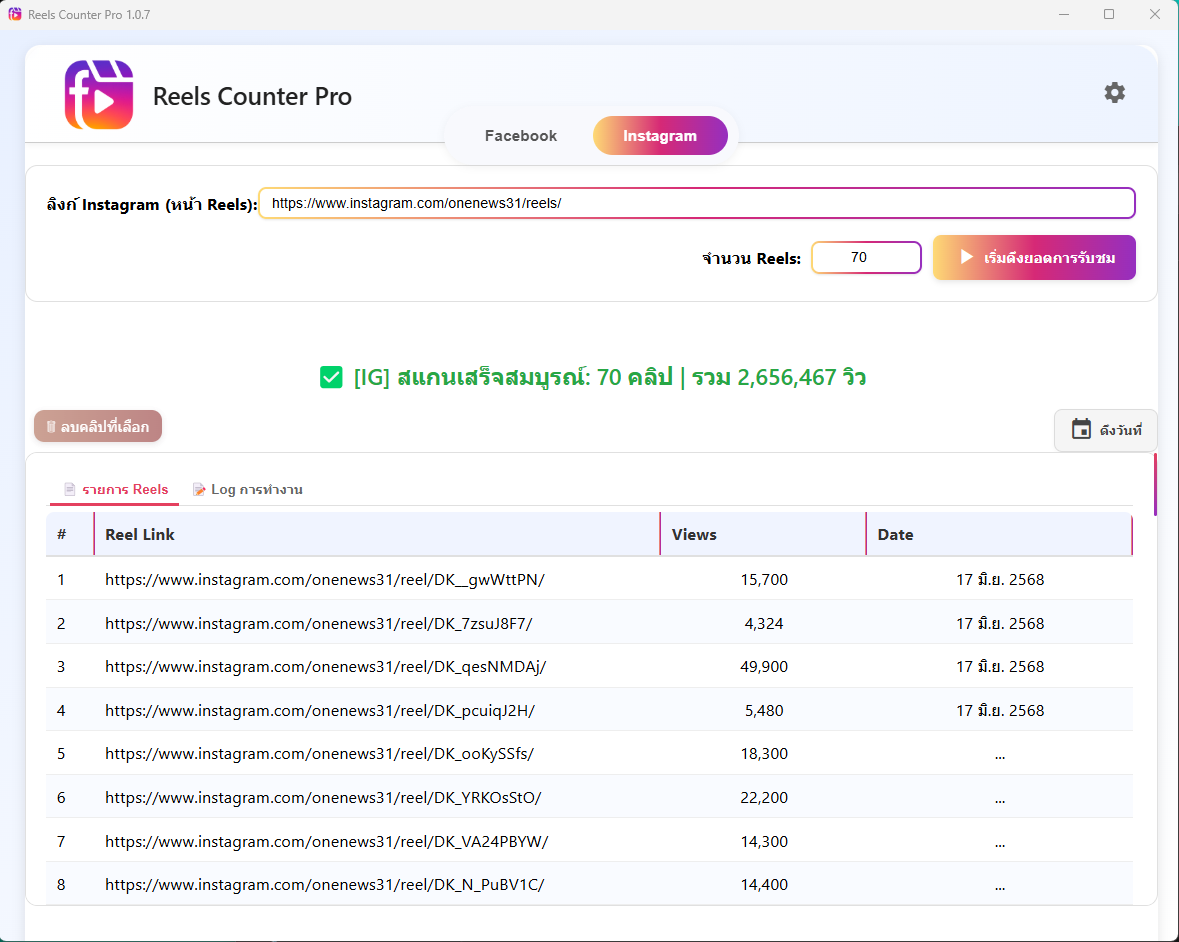 Reels Counter Pro 1.0.7
Reels Counter Pro
Facebook Instagram
ลิงก์ Instagram (หน้า Reels): https://www.instagram.com/onenews31/reels/
จำนวน Reels: 70 เริ่มดึงยอดการรับชม
[IG] สแกนเสร็จสมบูรณ์: 70 คลิป | รวม 2,656,467 วิว
ลบคลิปที่เลือก ดึงวันที่
รายการ Reels Log การทำงาน
# Reel Link Views Date
1 https://www.instagram.com/onenews31/reel/DK__gwWttPN/ 15,700 17 มิ.ย. 2568
2 https://www.instagram.com/onenews31/reel/DK_7zsuJ8F7/ 4,324 17 มิ.ย. 2568
3 https://www.instagram.com/onenews31/reel/DK_qesNMDAj/ 49,900 17 มิ.ย. 2568
4 https://www.instagram.com/onenews31/reel/DK_pcuiqJ2H/ 5,480 17 มิ.ย. 2568
5 https://www.instagram.com/onenews31/reel/DK_ooKySSfs/ 18,300 ...
6 https://www.instagram.com/onenews31/reel/DK_YRKOsStO/ 22,200 ...
7 https://www.instagram.com/onenews31/reel/DK_VA24PBYW/ 14,300 ...
8 https://www.instagram.com/onenews31/reel/DK_N_PuBV1C/ 14,400 ...